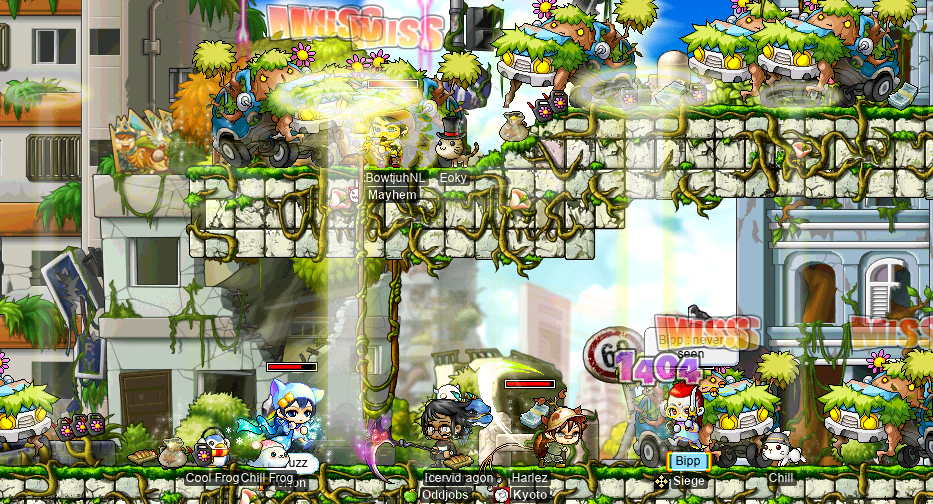 MISS
MISS
BowtjuhNL
Eoky
Mayhem
MISS
MISS
Bipp : never
seen
60
1404
uzz
Bipp
Cool Frog
Chill Frog
Icervid agon
Harlez
Siege
Chill
Oddjobs
Kyoto